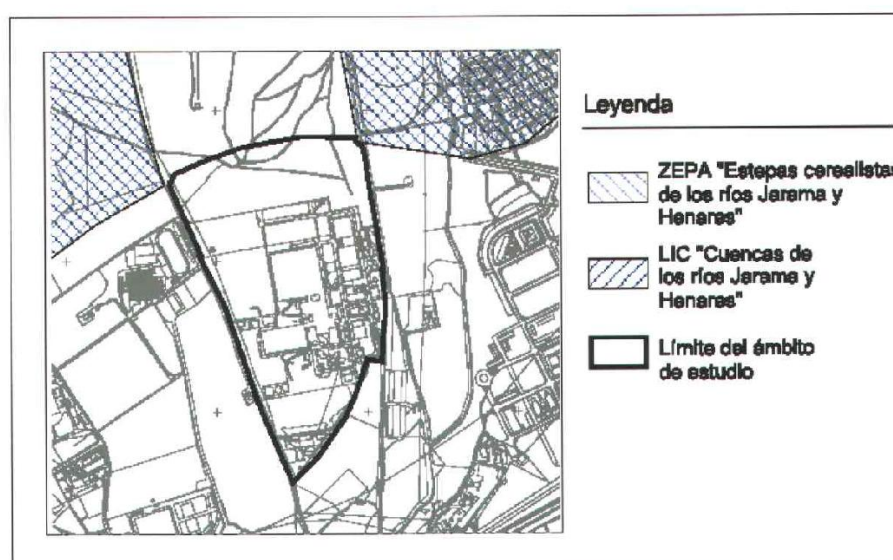 Leyenda
ZEPA "Estepas cerealistas
de los ríos Jarama y
Henares"
LIC "Cuencas de
los ríos Jarama y
Henares"
Límite del ámbito
de estudio